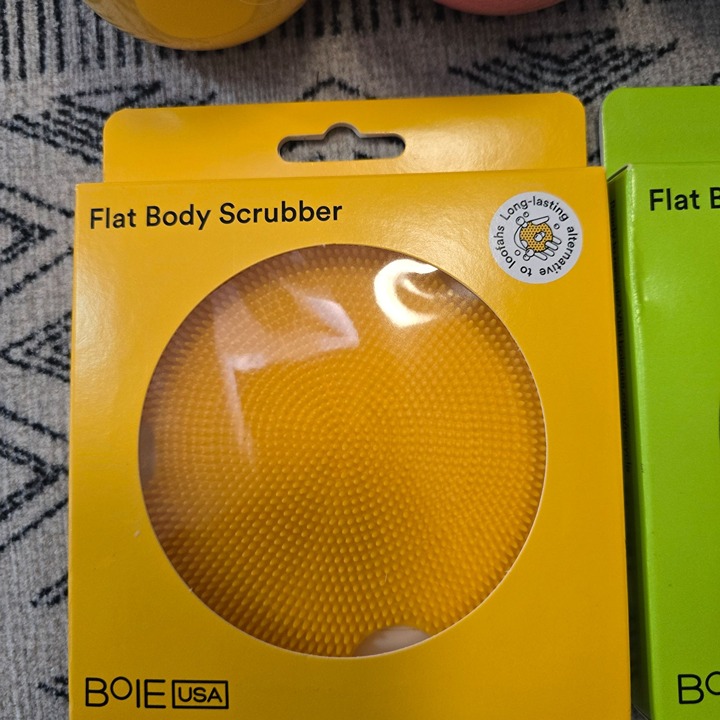 Flat Body Scrubber
Long-lasting alternative to loofahs
BOIE USA
Flat B
BO